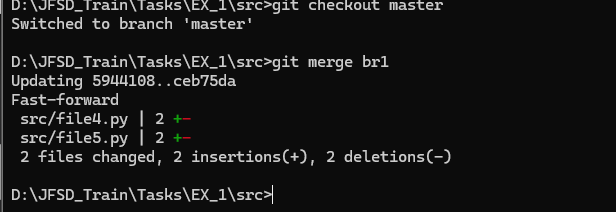 D:\JFSD_Train\Tasks\EX_1\src>git checkout master
Switched to branch 'master'
D:\JFSD_Train\Tasks\EX_1\src>git merge br1
Updating 5944108..ceb75da
Fast-forward
 src/file4.py | 2 +-
 src/file5.py | 2 +-
 2 files changed, 2 insertions(+), 2 deletions(-)
D:\JFSD_Train\Tasks\EX_1\src>